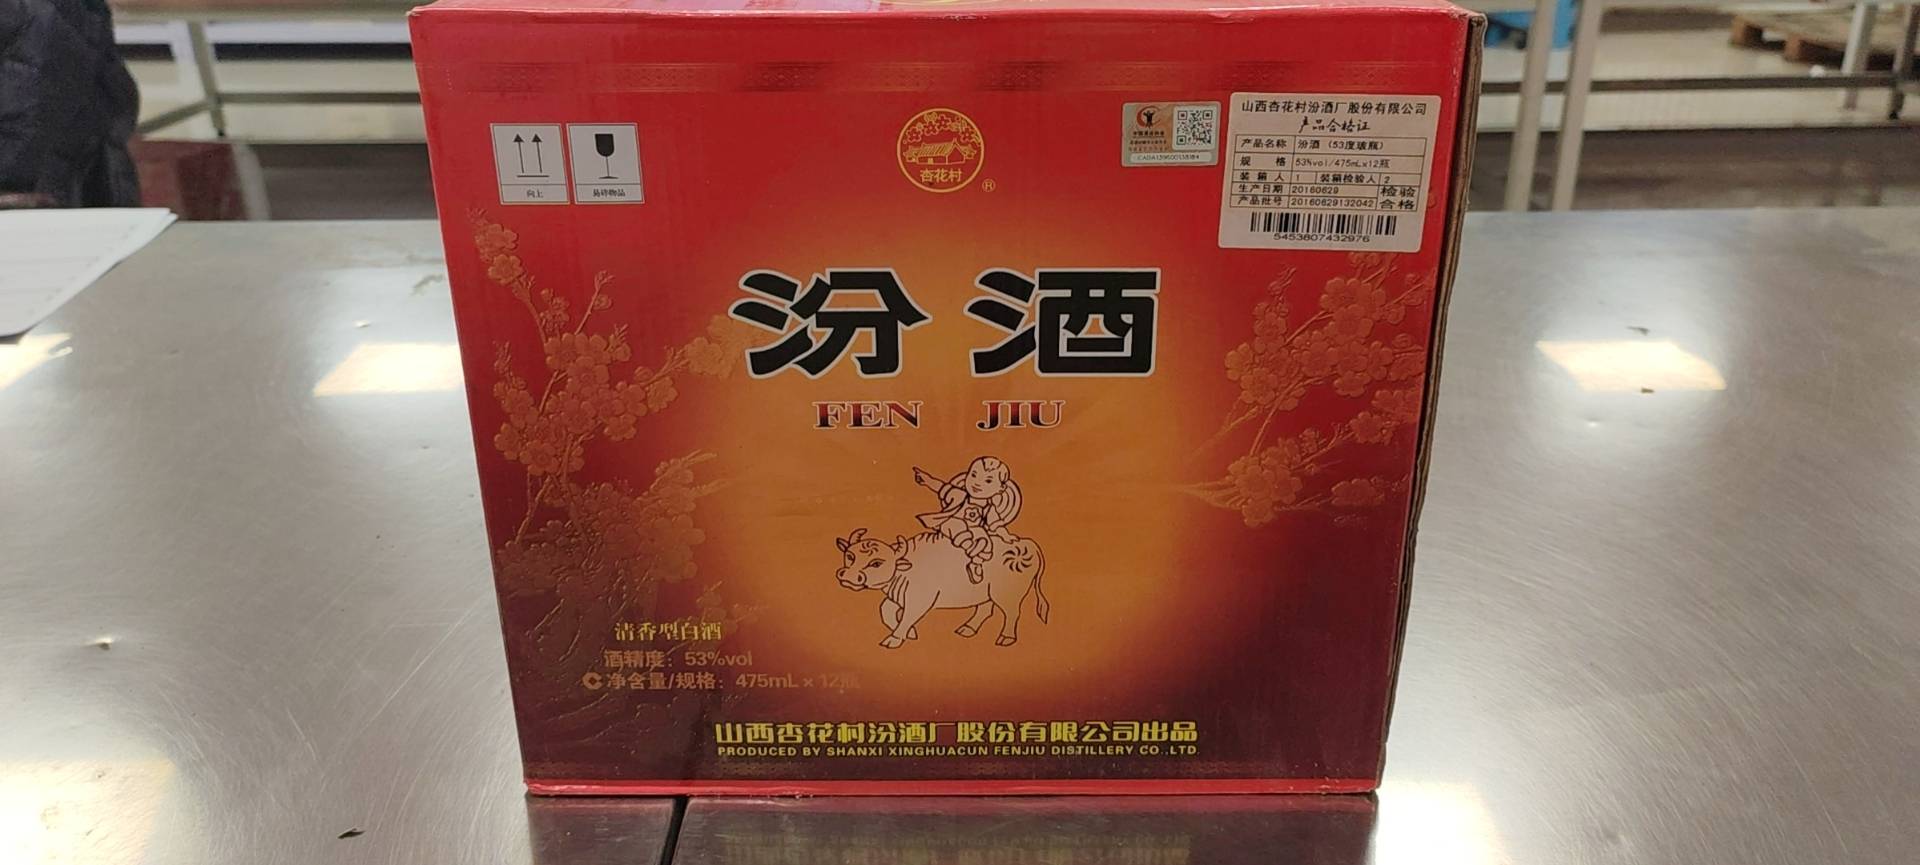 向上
易碎物品
杏花村
®
CADA1396001381B4
山西杏花村汾酒厂股份有限公司
产品合格证
产品名称 汾酒（53度玻瓶）
规 格 53%vol/475mL×12瓶
装箱人 1 装箱检验人 2
生产日期 20160629 检验
产品批号 20160629132042 合格
5453807432976
汾酒
FEN JIU
清香型白酒
酒精度：53%vol
C净含量/规格：475mL×12瓶
山西杏花村汾酒厂股份有限公司出品
PRODUCED BY SHANXI XINGHUACUN FENJIU DISTILLERY CO.,LTD.